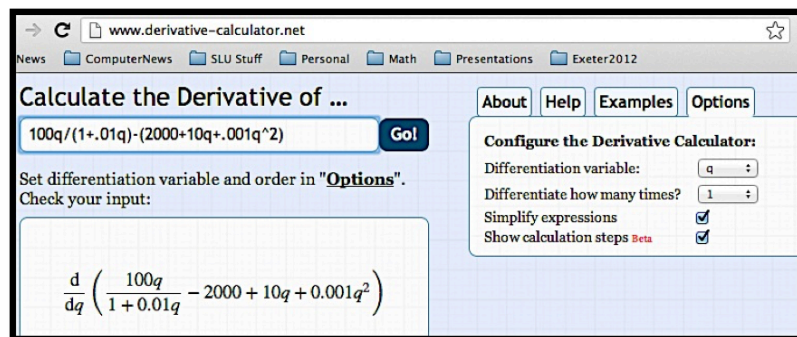 www.derivative-calculator.net
News ComputerNews SLU Stuff Personal Math Presentations Exeter2012
Calculate the Derivative of ...
100q/(1+.01q)-(2000+10q+.001q^2) Go!
Set differentiation variable and order in "Options".
Check your input:
d/dq (100q/(1 + 0.01q) − 2000 + 10q + 0.001q²)
About Help Examples Options
Configure the Derivative Calculator:
Differentiation variable: q
Differentiate how many times? 1
Simplify expressions
Show calculation steps Beta